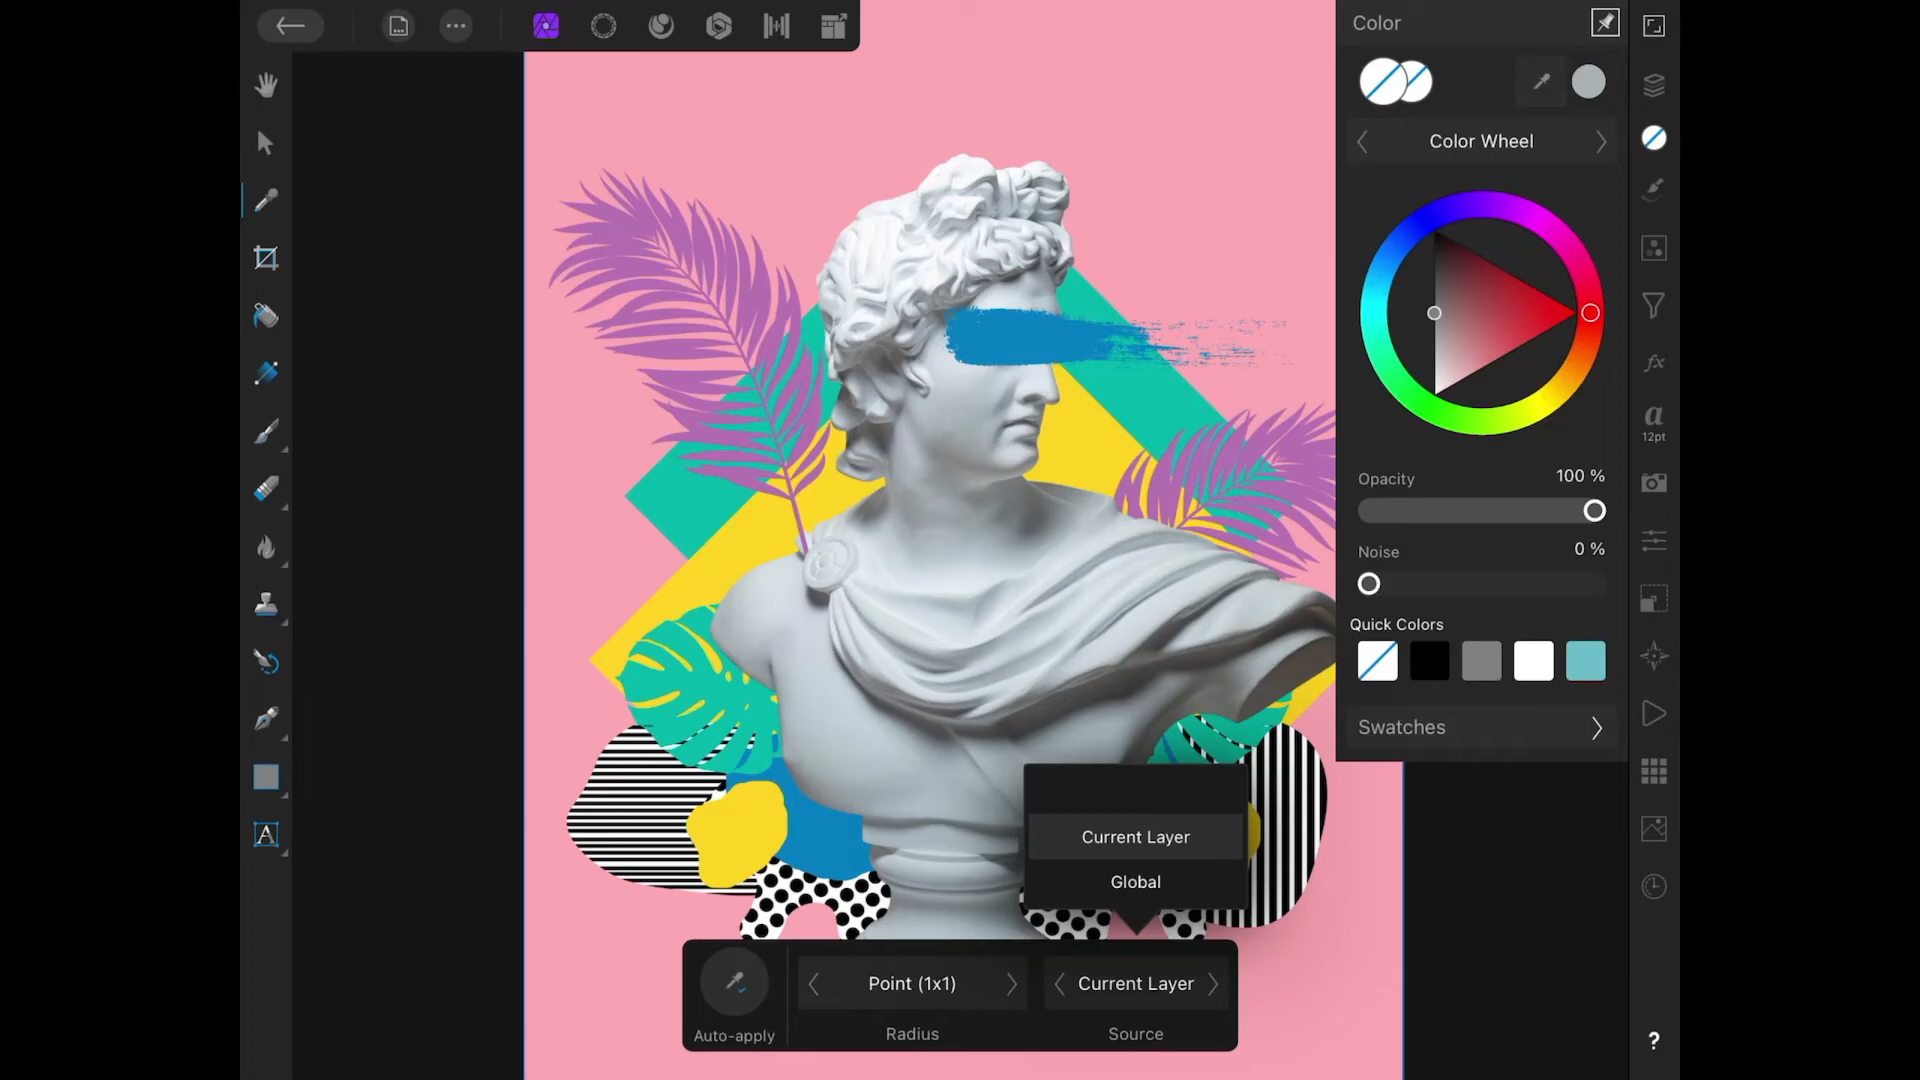 Color
Color Wheel
12pt
Opacity
100 %
Noise
0 %
Quick Colors
Swatches
Current Layer
Global
Point (1x1)
Current Layer
Auto-apply
Radius
Source